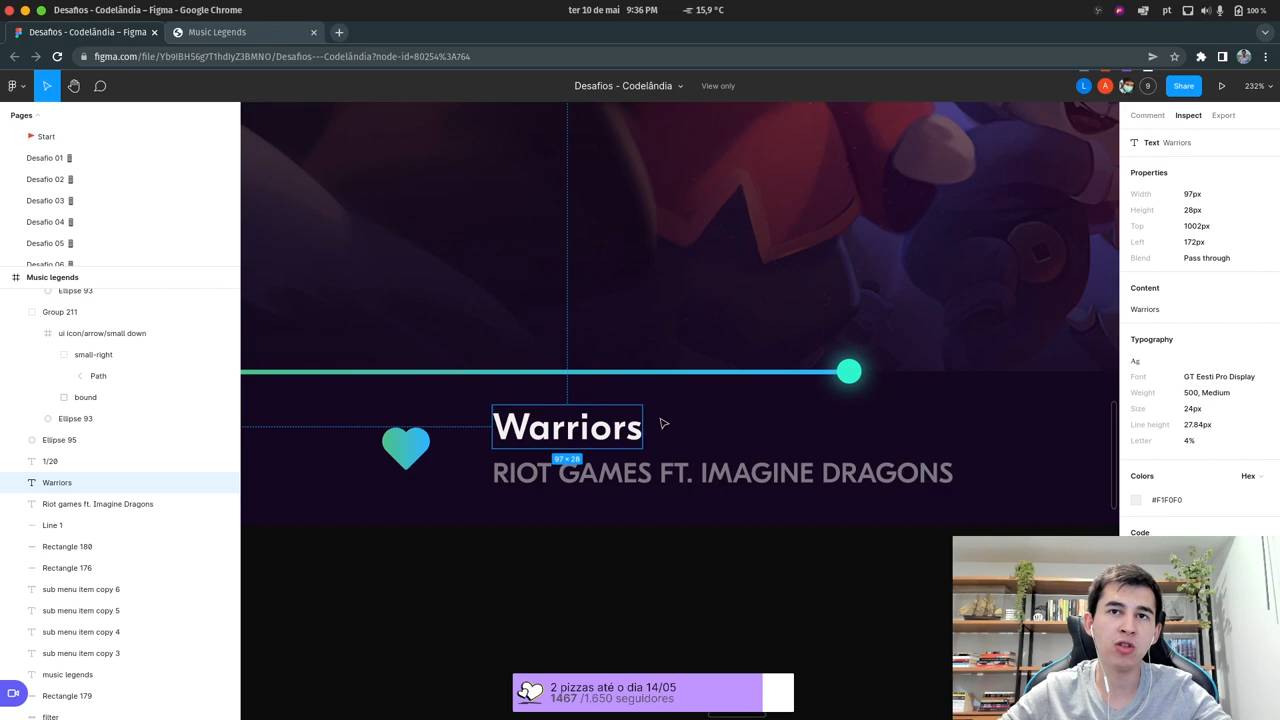 Desafios - Codelândia – Figma - Google Chrome
ter 10 de mai  9:36 PM
15,9 °C
pt
100 %
Desafios - Codelândia – Figma
Music Legends
figma.com/file/Yb9IBH56g7T1hdIyZ3BMNO/Desafios---Codelândia?node-id=80254%3A764
Desafios - Codelândia
View only
L
A
9
Share
232%
Pages
Start
Desafio 01
Desafio 02
Desafio 03
Desafio 04
Desafio 05
Desafio 06
Music legends
Ellipse 93
Group 211
ui icon/arrow/small down
small-right
Path
bound
Ellipse 93
Ellipse 95
1/20
Warriors
Riot games ft. Imagine Dragons
Line 1
Rectangle 180
Rectangle 176
sub menu item copy 6
sub menu item copy 5
sub menu item copy 4
sub menu item copy 3
music legends
Rectangle 179
filter
Warriors
97 × 28
RIOT GAMES FT. IMAGINE DRAGONS
2 pizzas até o dia 14/05
1467 /1.650 seguidores
Comment
Inspect
Export
Text Warriors
Properties
Width 97px
Height 28px
Top 1002px
Left 172px
Blend Pass through
Content
Warriors
Typography
Ag
Font GT Eesti Pro Display
Weight 500, Medium
Size 24px
Line height 27.84px
Letter 4%
Colors Hex
#F1F0F0
Code